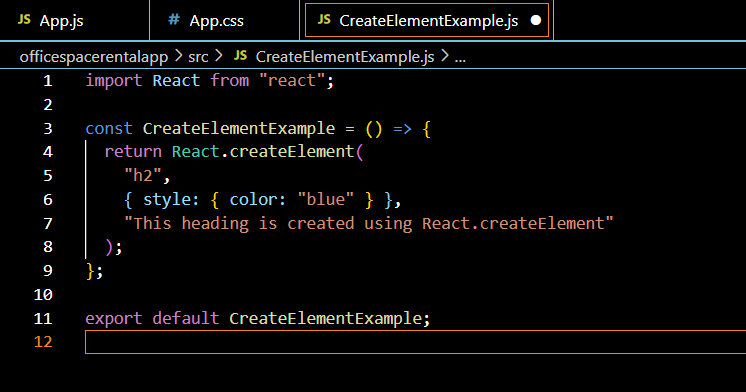 JS App.js # App.css JS CreateElementExample.js
officespacerentalapp > src > JS CreateElementExample.js > ...
1 import React from "react";
2
3 const CreateElementExample = () => {
4 return React.createElement(
5 "h2",
6 { style: { color: "blue" } },
7 "This heading is created using React.createElement"
8 );
9 };
10
11 export default CreateElementExample;
12